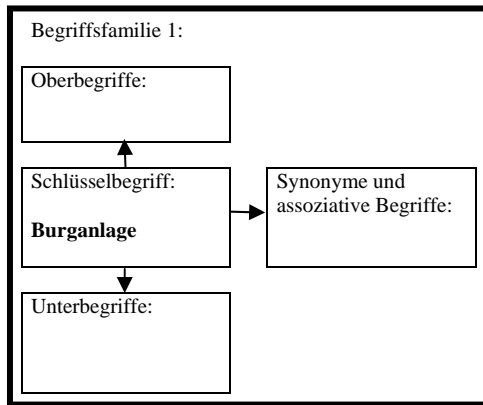 Begriffsfamilie 1:
Oberbegriffe:
Schlüsselbegriff:
Burganlage
Synonyme und
assoziative Begriffe:
Unterbegriffe: